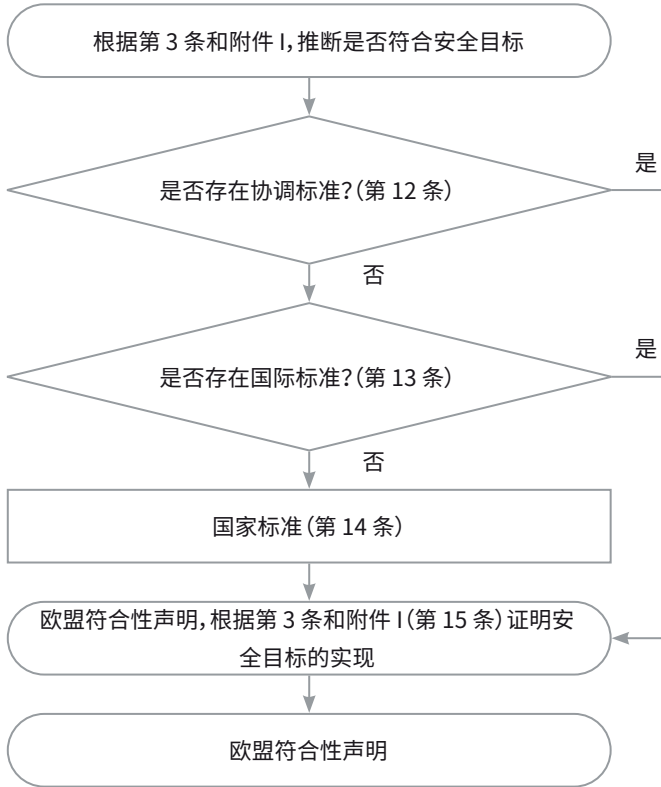 根据第 3 条和附件 I，推断是否符合安全目标
是否存在协调标准？（第 12 条）
是
否
是否存在国际标准？（第 13 条）
是
否
国家标准（第 14 条）
欧盟符合性声明，根据第 3 条和附件 I（第 15 条）证明安
全目标的实现
欧盟符合性声明